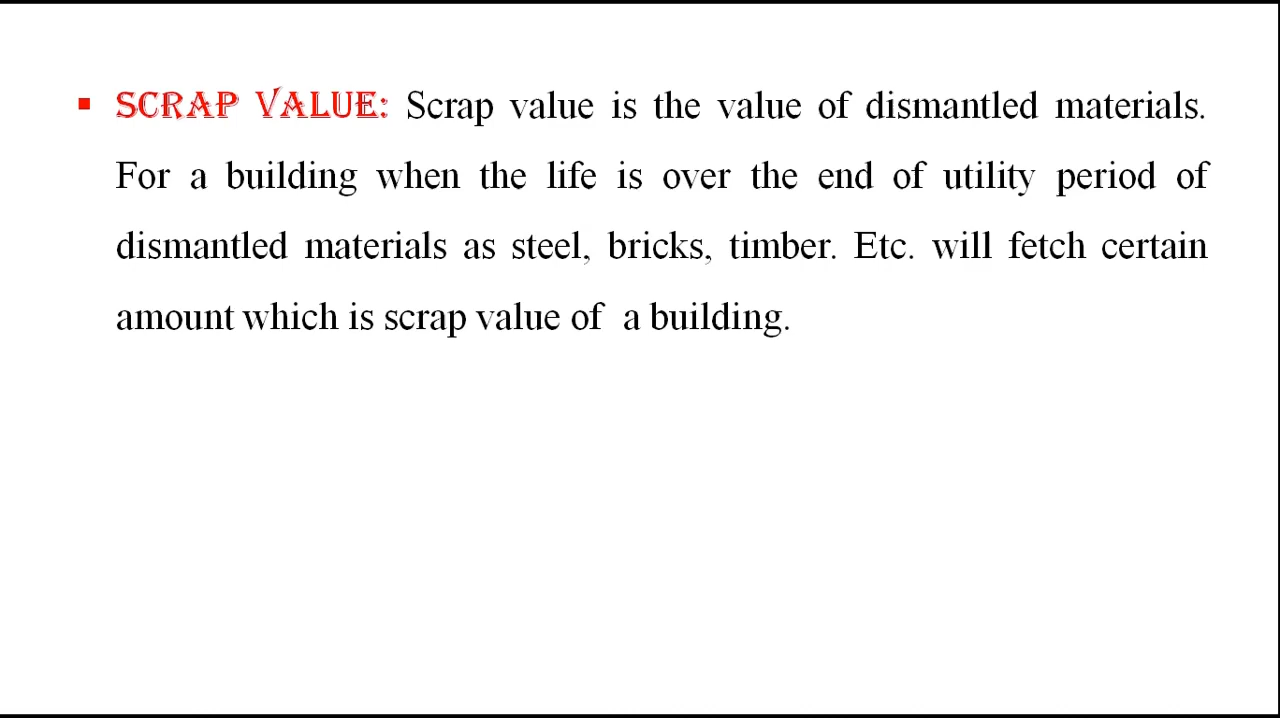 ▪ SCRAP VALUE: Scrap value is the value of dismantled materials.
For a building when the life is over the end of utility period of
dismantled materials as steel, bricks, timber. Etc. will fetch certain
amount which is scrap value of a building.